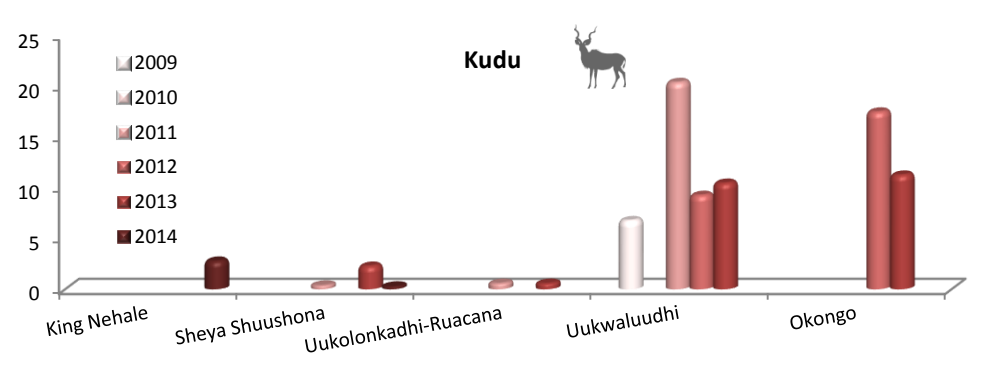 Kudu
25
20
15
10
5
0
2009
2010
2011
2012
2013
2014
King Nehale
Sheya Shuushona
Uukolonkadhi-Ruacana
Uukwaluudhi
Okongo